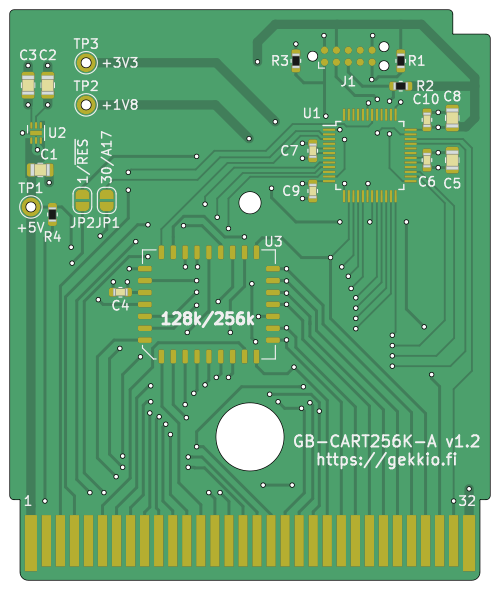 TP3
+3V3
C3 C2
R3
J1
R1
R2
TP2
+1V8
C10 C8
U1
U2
1/RES
30/A17
C7
C1
C6 C5
TP1
C9
+5V
R4
JP2
JP1
U3
C4
128k/256k
GB-CART256K-A v1.2
https://gekkio.fi
1
32